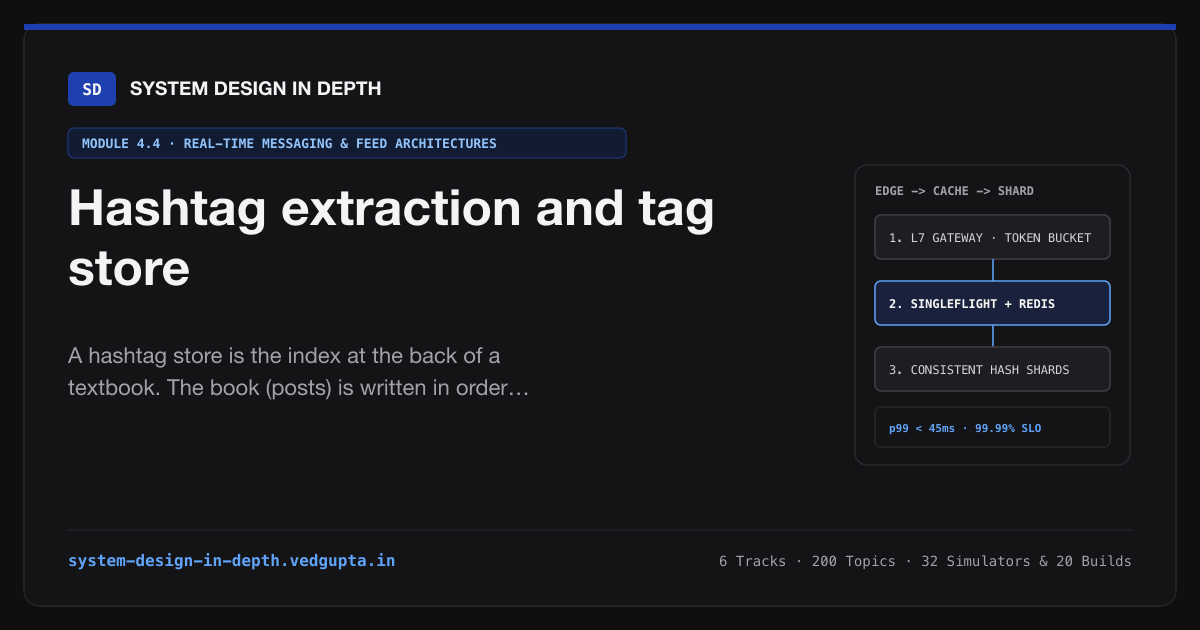 SD SYSTEM DESIGN IN DEPTH
MODULE 4.4 · REAL-TIME MESSAGING & FEED ARCHITECTURES
Hashtag extraction and tag
store
A hashtag store is the index at the back of a
textbook. The book (posts) is written in order…
EDGE -> CACHE -> SHARD
1. L7 GATEWAY · TOKEN BUCKET
2. SINGLEFLIGHT + REDIS
3. CONSISTENT HASH SHARDS
p99 < 45ms · 99.99% SLO
system-design-in-depth.vedgupta.in
6 Tracks · 200 Topics · 32 Simulators & 20 Builds